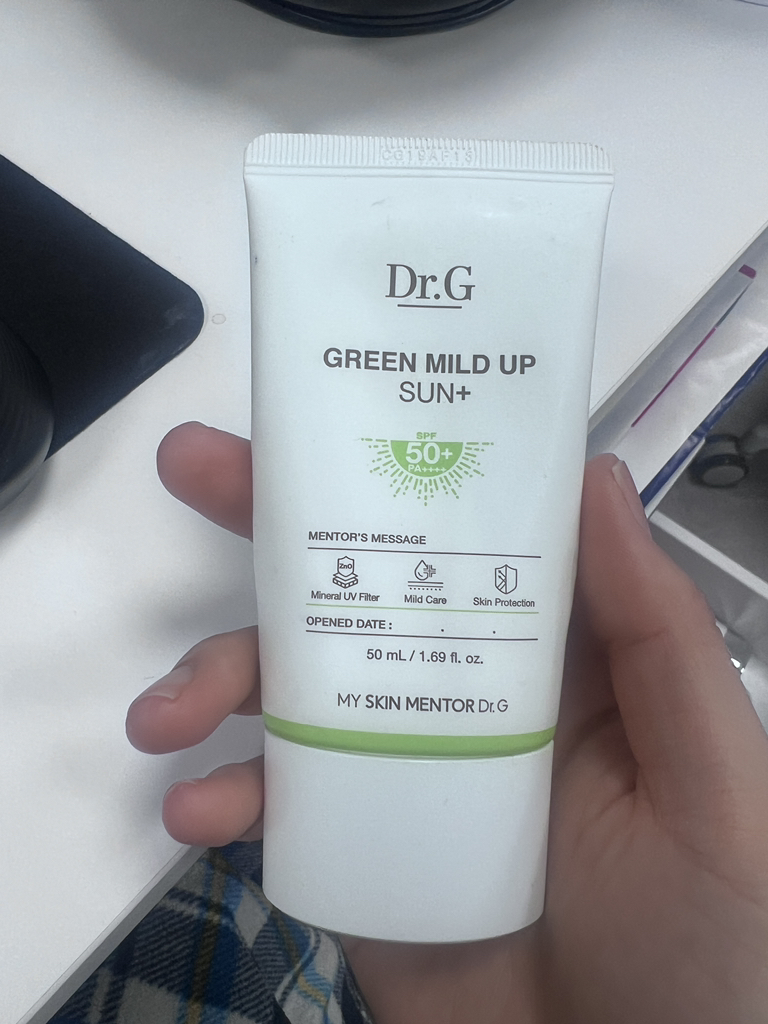 Dr.G
GREEN MILD UP
SUN+
SPF
50+
PA++++
MENTOR'S MESSAGE
ZnO
Mineral UV Filter
Mild Care
Skin Protection
OPENED DATE : . .
50 mL / 1.69 fl. oz.
MY SKIN MENTOR Dr.G